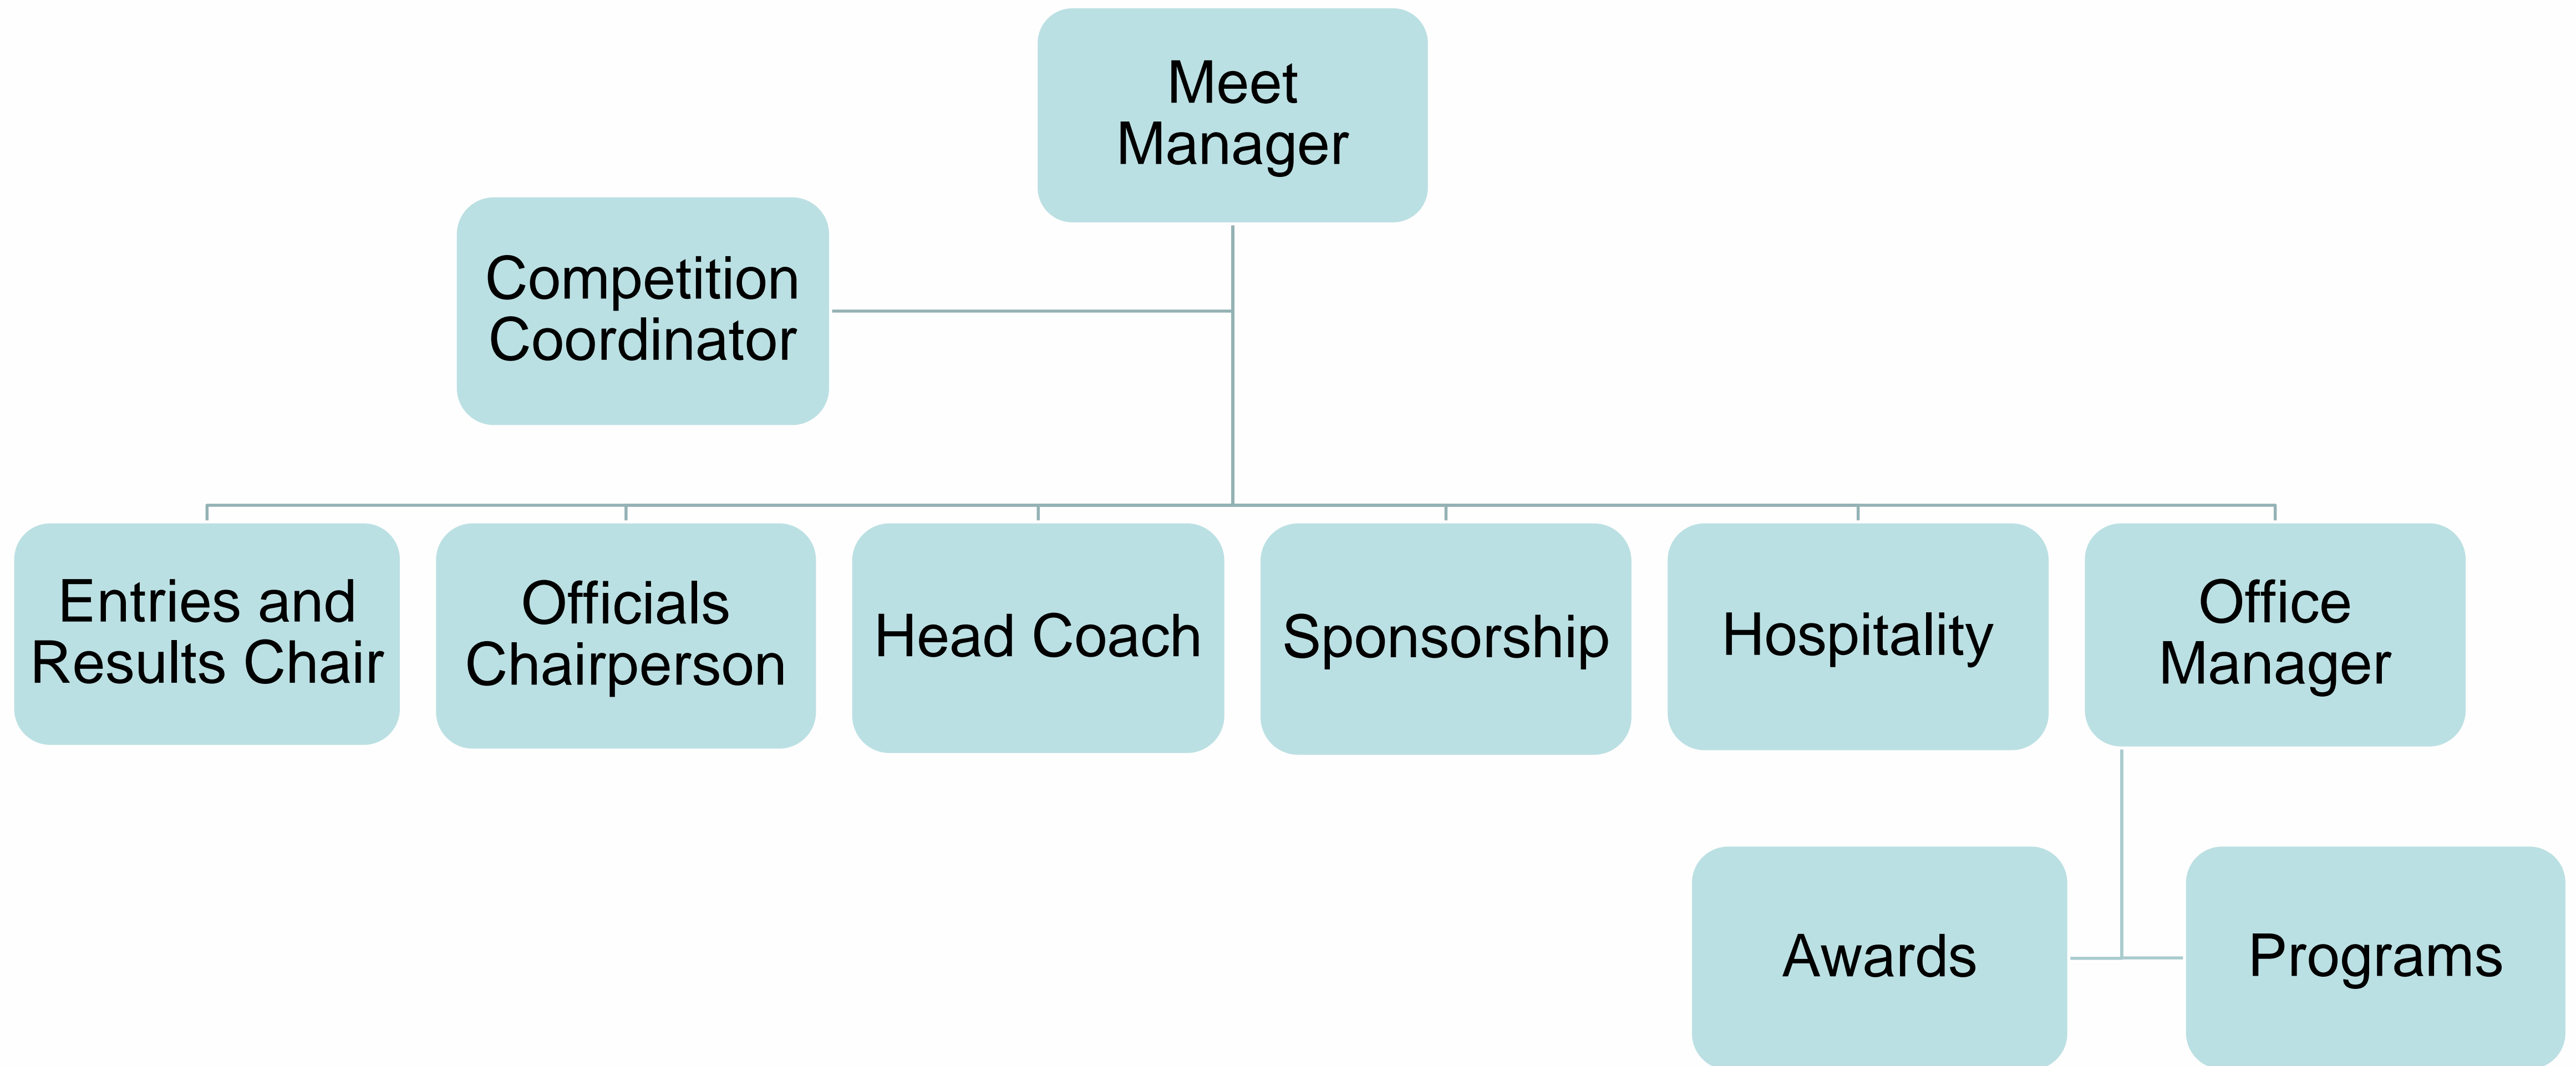 Meet
Manager
Competition
Coordinator
Entries and
Results Chair
Officials
Chairperson
Head Coach
Sponsorship
Hospitality
Office
Manager
Awards
Programs